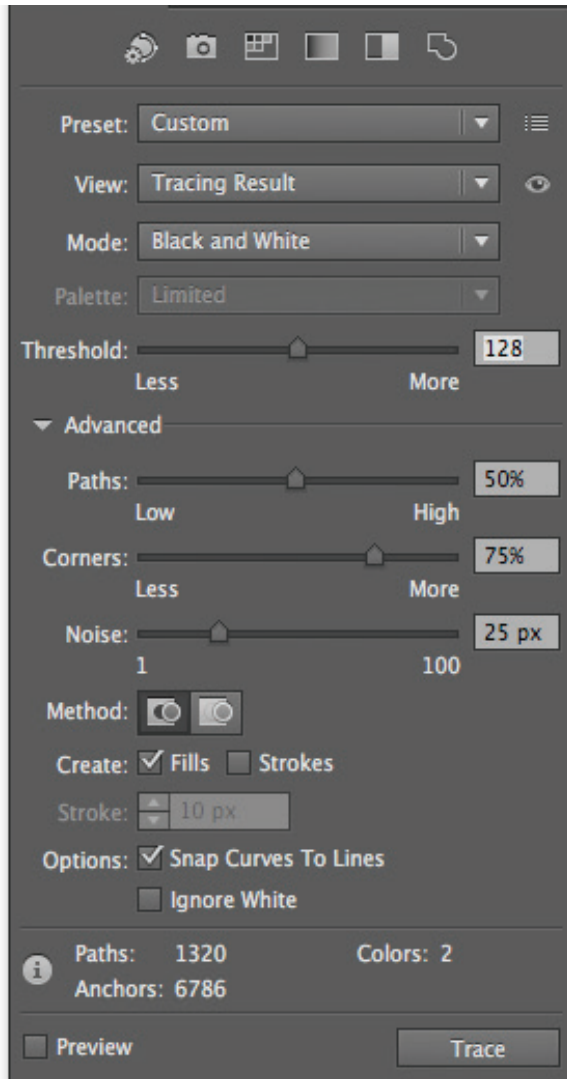 Preset: Custom
View: Tracing Result
Mode: Black and White
Palette: Limited
Threshold: 128
Less More
Advanced
Paths: 50%
Low High
Corners: 75%
Less More
Noise: 25 px
1 100
Method:
Create: Fills Strokes
Stroke: 10 px
Options: Snap Curves To Lines
Ignore White
Paths: 1320 Colors: 2
Anchors: 6786
Preview Trace